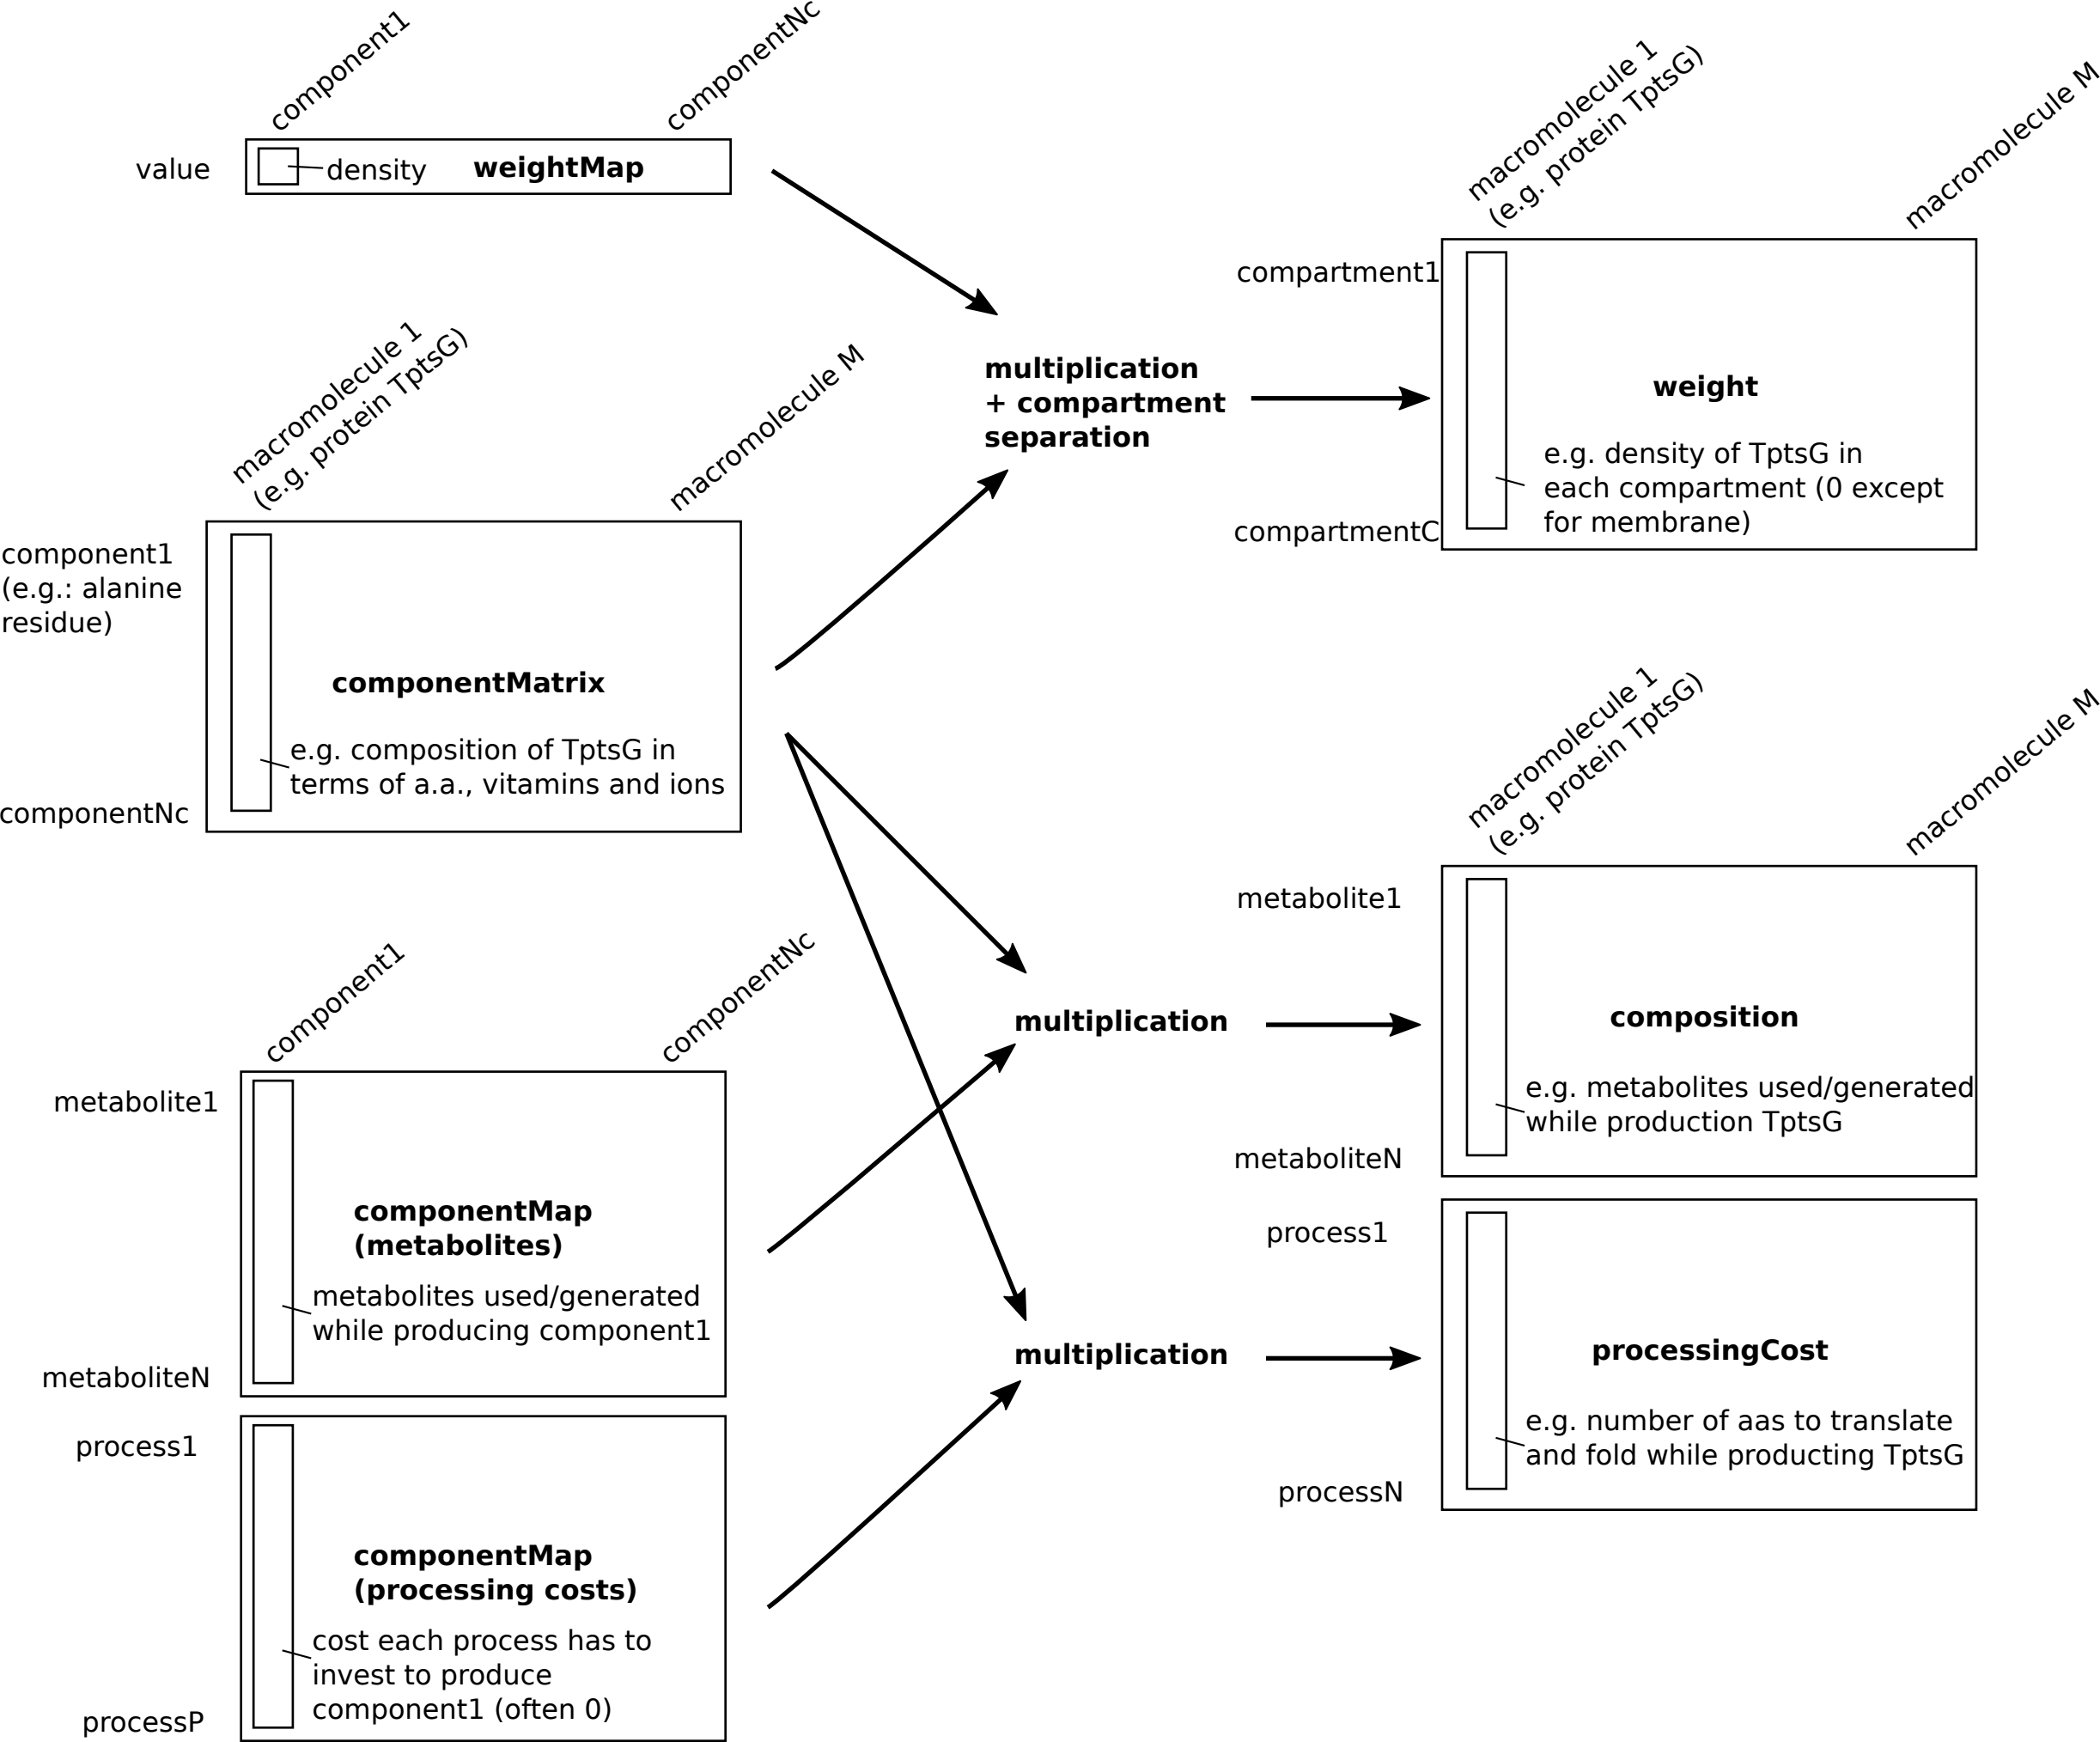 component1
componentNc
value
density
weightMap
macromolecule 1
(e.g. protein TptsG)
macromolecule M
compartment1
compartmentC
weight
e.g. density of TptsG in
each compartment (0 except
for membrane)
multiplication
+ compartment
separation
macromolecule 1
(e.g. protein TptsG)
macromolecule M
component1
(e.g.: alanine
residue)
componentNc
componentMatrix
e.g. composition of TptsG in
terms of a.a., vitamins and ions
macromolecule 1
(e.g. protein TptsG)
macromolecule M
metabolite1
metaboliteN
composition
e.g. metabolites used/generated
while production TptsG
multiplication
component1
componentNc
metabolite1
metaboliteN
componentMap
(metabolites)
metabolites used/generated
while producing component1
process1
processN
processingCost
e.g. number of aas to translate
and fold while producting TptsG
multiplication
process1
processP
componentMap
(processing costs)
cost each process has to
invest to produce
component1 (often 0)